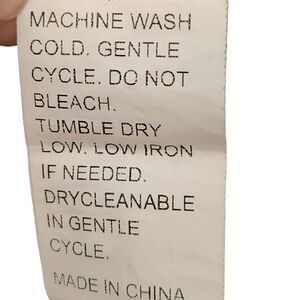 MACHINE WASH
COLD. GENTLE
CYCLE. DO NOT
BLEACH.
TUMBLE DRY
LOW. LOW IRON
IF NEEDED.
DRYCLEANABLE
IN GENTLE
CYCLE.
MADE IN CHINA